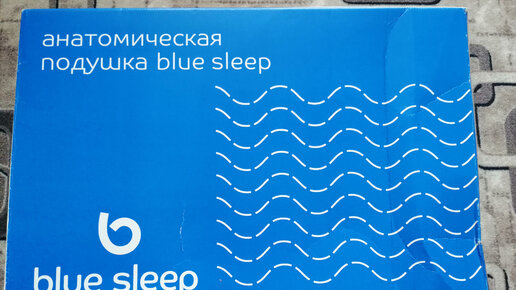 анатомическая
подушка blue sleep
blue sleep